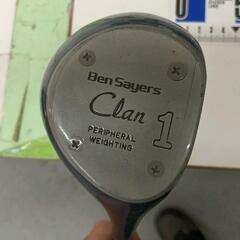 Ben Sayers
Clan 1
PERIPHERAL
WEIGHTING